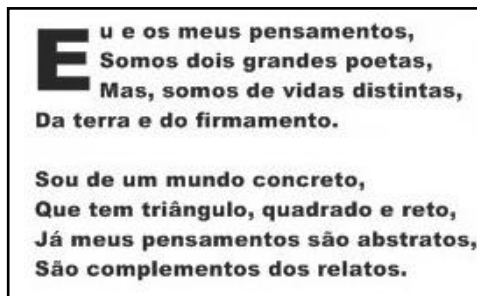 Eu e os meus pensamentos,
Somos dois grandes poetas,
Mas, somos de vidas distintas,
Da terra e do firmamento.

Sou de um mundo concreto,
Que tem triângulo, quadrado e reto,
Já meus pensamentos são abstratos,
São complementos dos relatos.